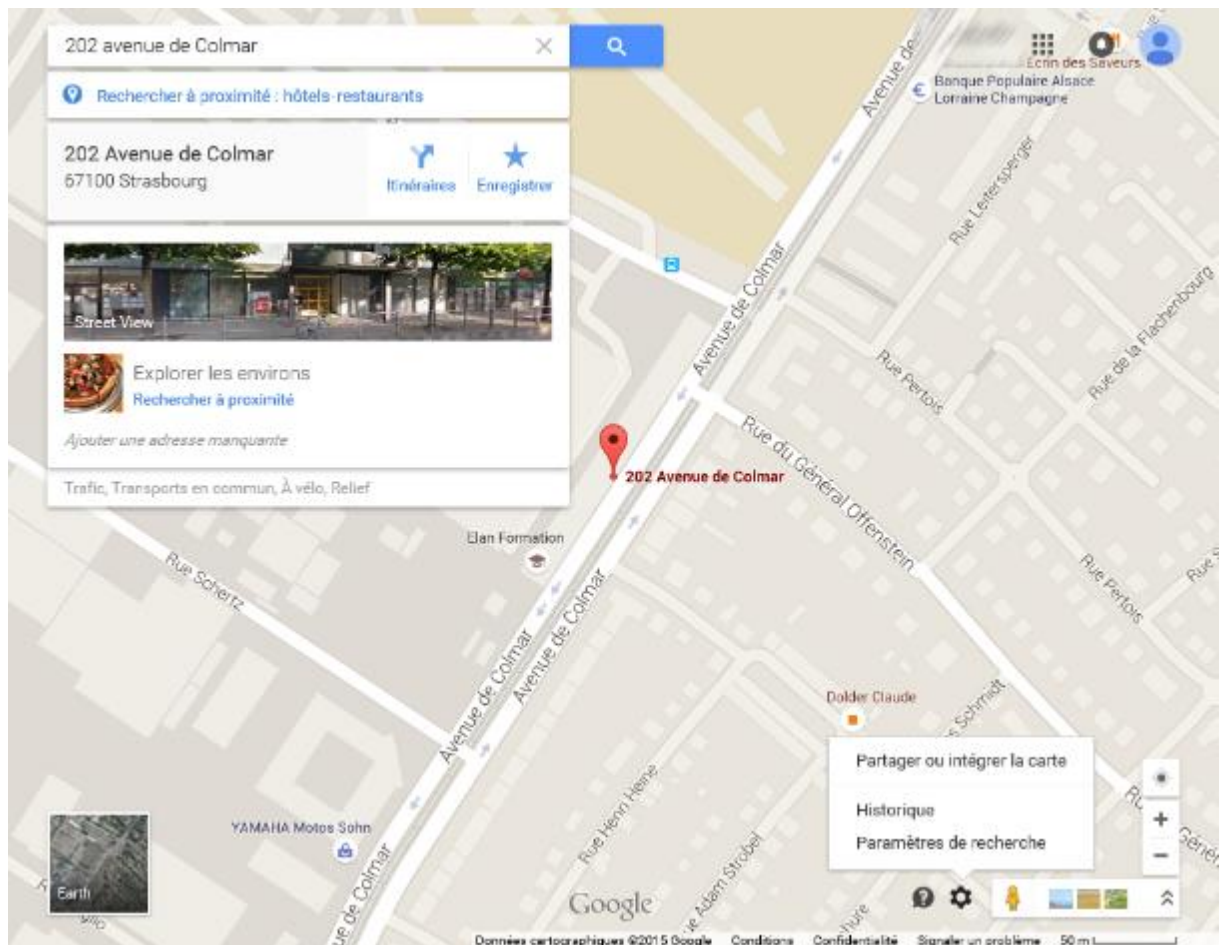 202 avenue de Colmar
Rechercher à proximité : hôtels-restaurants
202 Avenue de Colmar
67100 Strasbourg
Itinéraires
Enregistrer
Street View
Explorer les environs
Rechercher à proximité
Ajouter une adresse manquante
Trafic, Transports en commun, À vélo, Relief
Écrin des Saveurs
Banque Populaire Alsace
Lorraine Champagne
Avenue de
Rue Leitersperger
Avenue de Colmar
Rue de la Flachenbourg
Avenue de Colmar
Rue Pertois
Rue du Général Offenstein
202 Avenue de Colmar
Elan Formation
Rue Schertz
Rue Pertois
Avenue de Colmar
Avenue de Colmar
Dolder Claude
Schmidt
Partager ou intégrer la carte
Historique
Paramètres de recherche
Rue Henri Heine
YAMAHA Motos Sohn
Rue Adam Strobel
Earth
Google
Données cartographiques ©2015 Google Conditions Confidentialité Signaler un problème 50 m